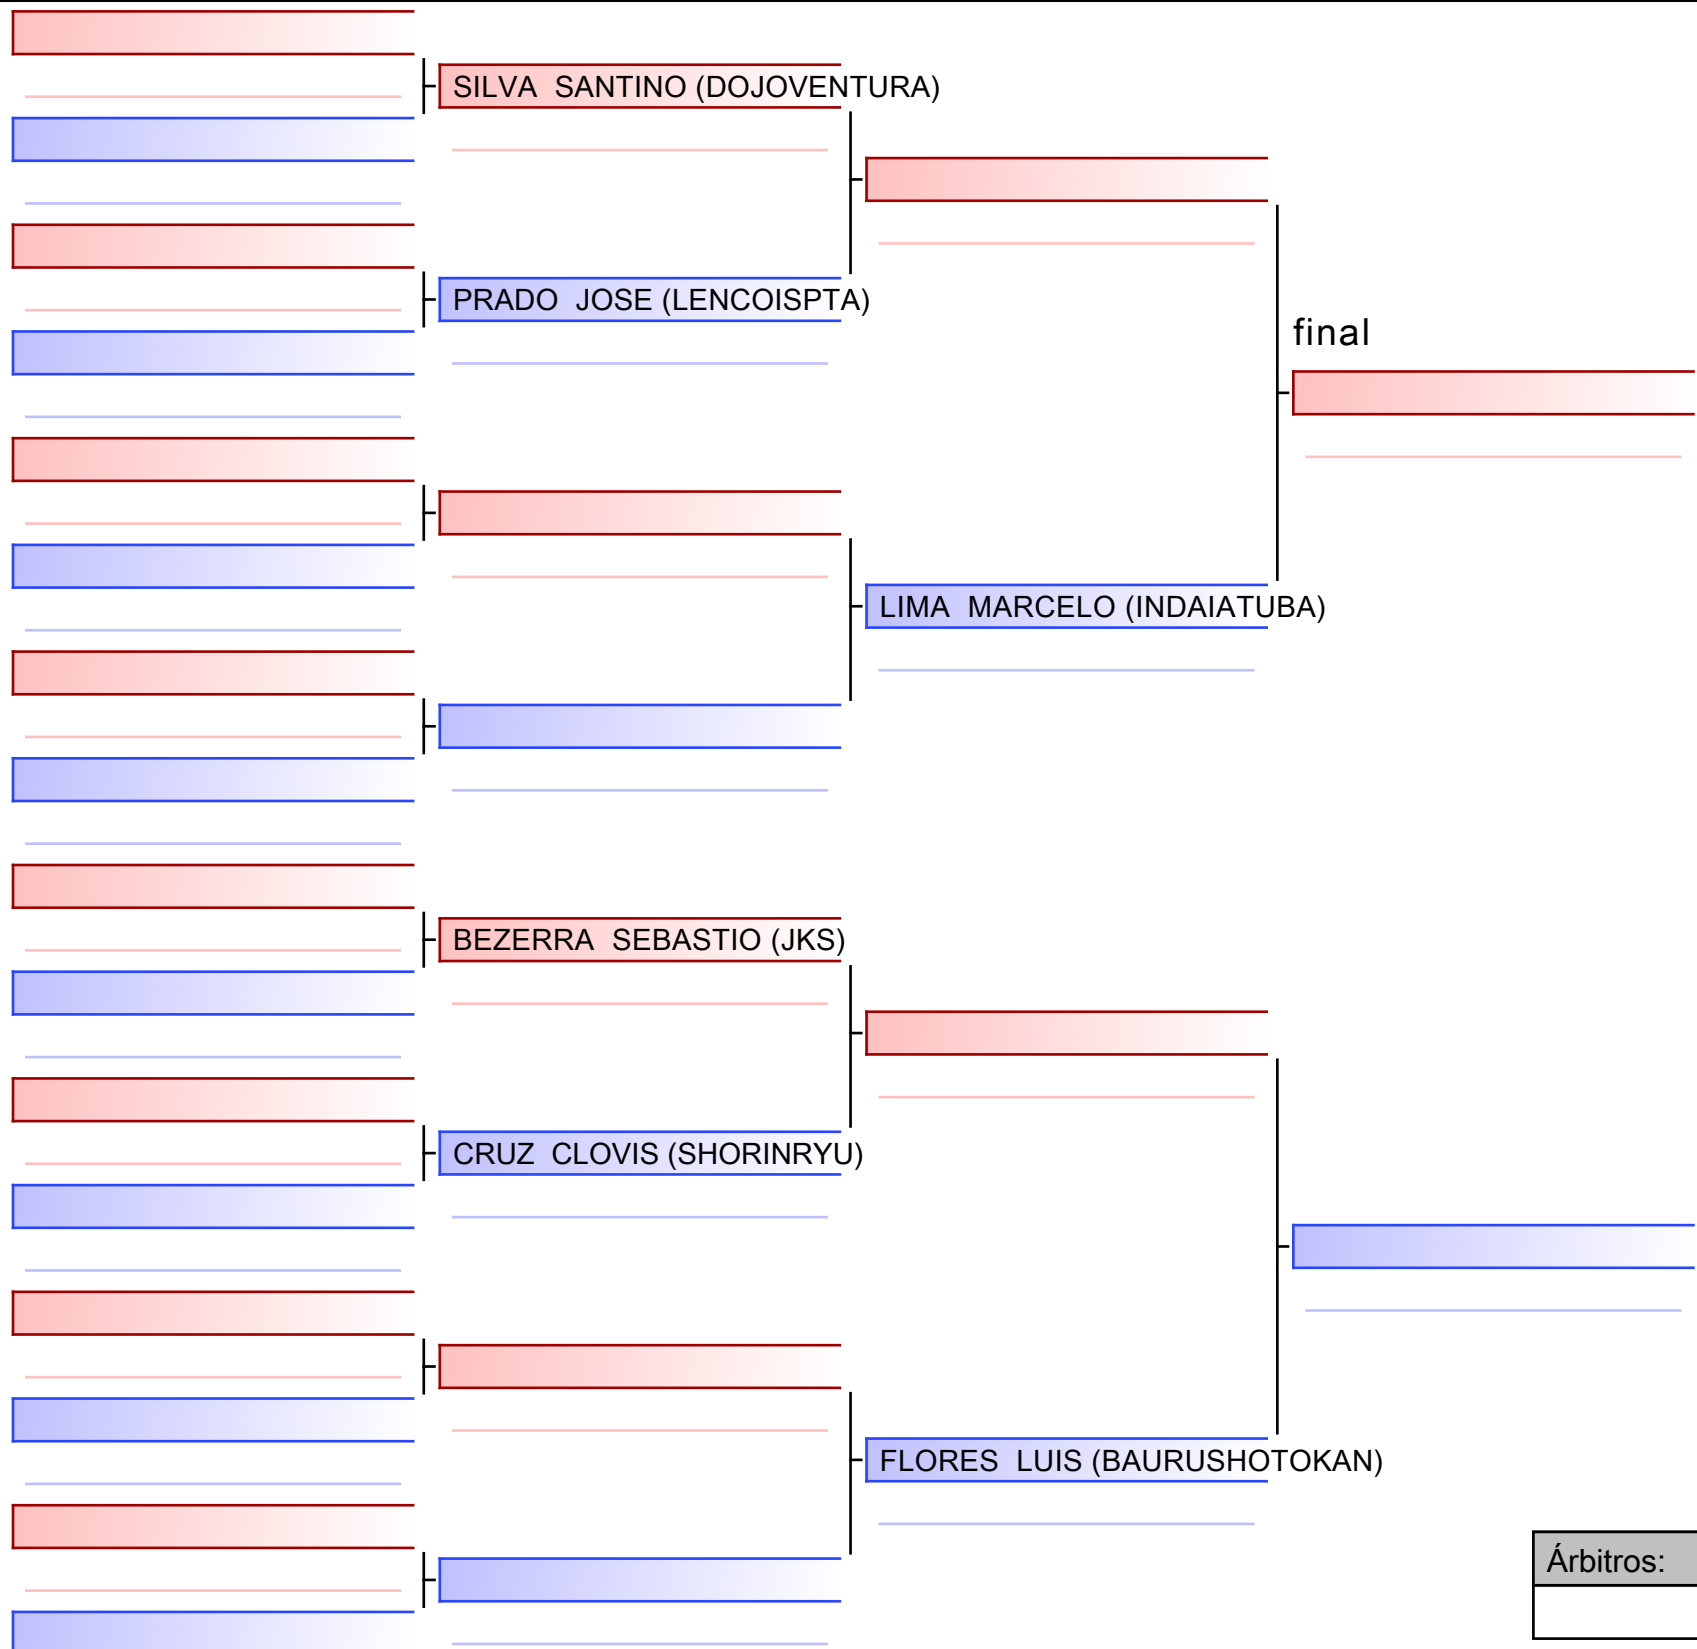 SILVA  SANTINO (DOJOVENTURA)
PRADO  JOSE (LENCOISPTA)
final
LIMA  MARCELO (INDAIATUBA)
BEZERRA  SEBASTIO (JKS)
CRUZ  CLOVIS (SHORINRYU)
FLORES  LUIS (BAURUSHOTOKAN)
Árbitros: